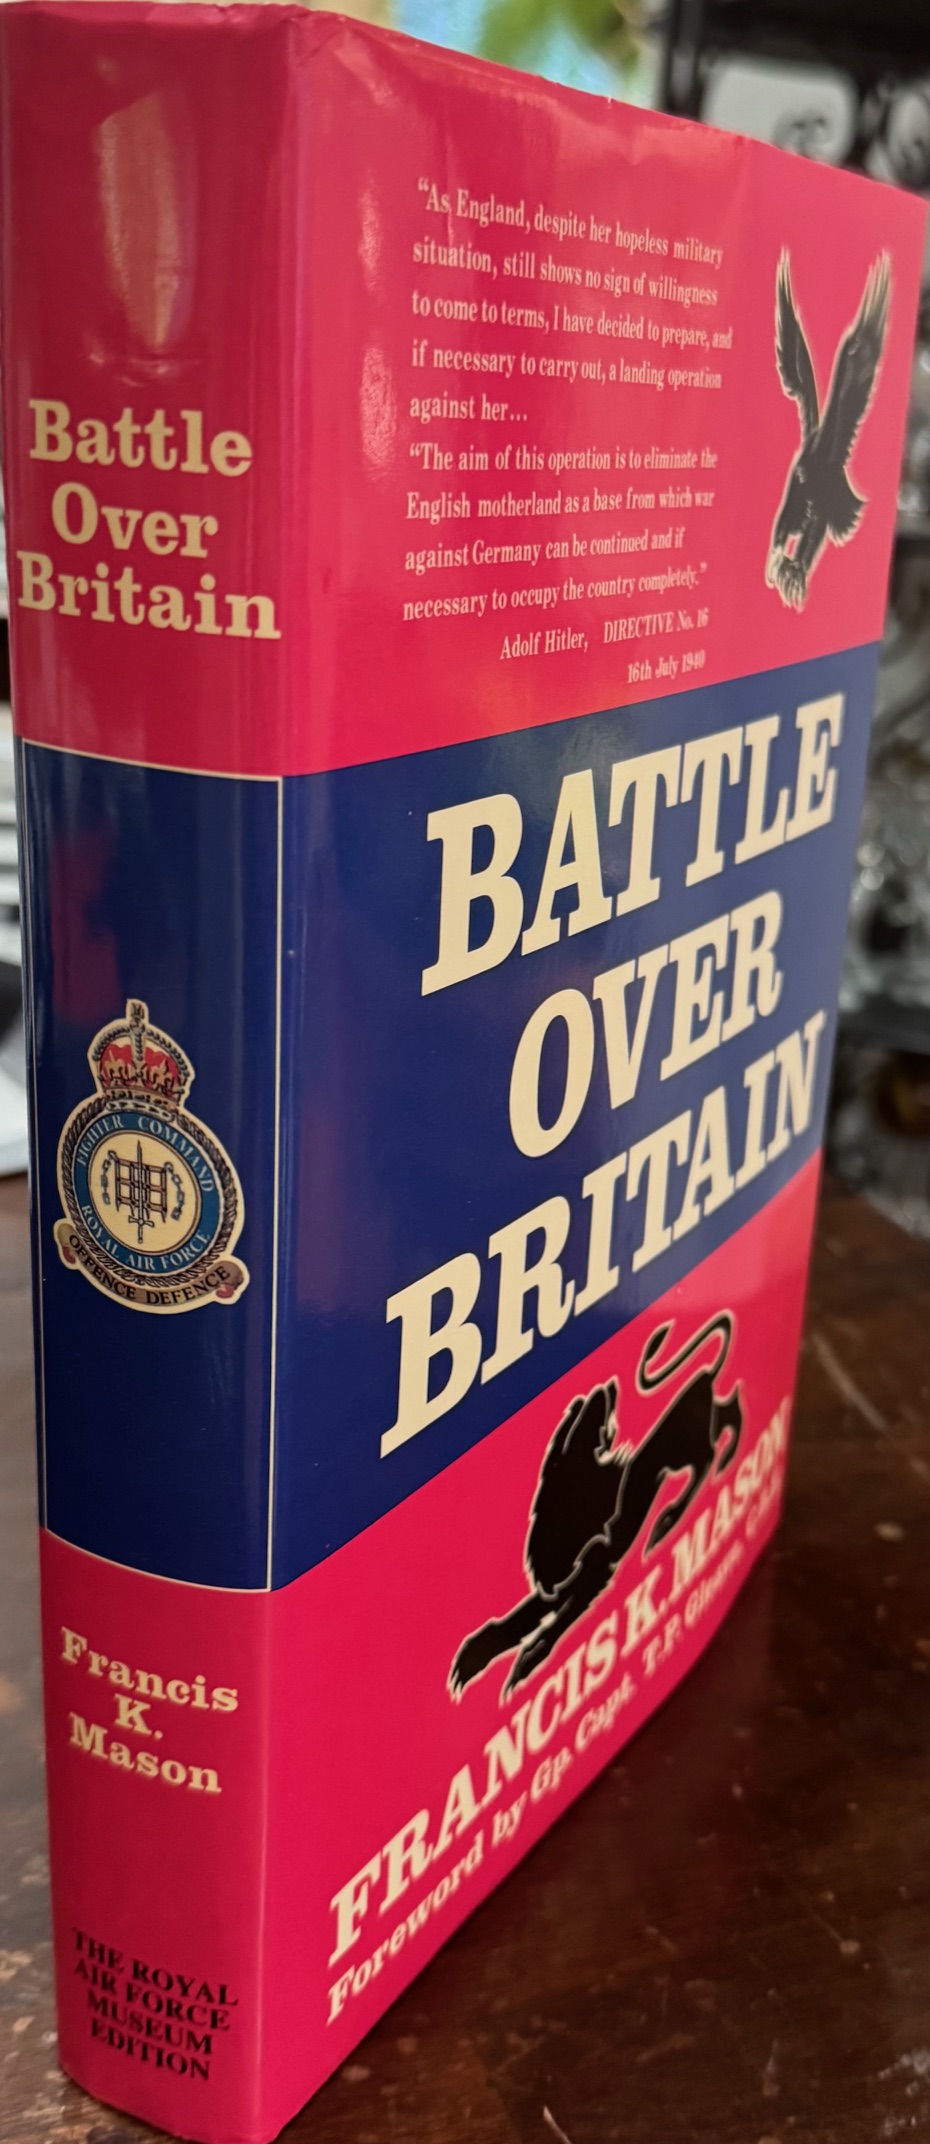 Battle
Over
Britain
FIGHTER COMMAND
ROYAL AIR FORCE
OFFENCE DEFENCE
Francis
K.
Mason
THE ROYAL
AIR FORCE
MUSEUM
EDITION
“As England, despite her hopeless military
situation, still shows no sign of willingness
to come to terms, I have decided to prepare, and
if necessary to carry out, a landing operation
against her...
“The aim of this operation is to eliminate the
English motherland as a base from which war
against Germany can be continued and if
necessary to occupy the country completely.”
Adolf Hitler, DIRECTIVE No. 16
16th July 1940
BATTLE
OVER
BRITAIN
FRANCIS K. MASON
Foreword by Gp. Capt. T.P. Gleave,